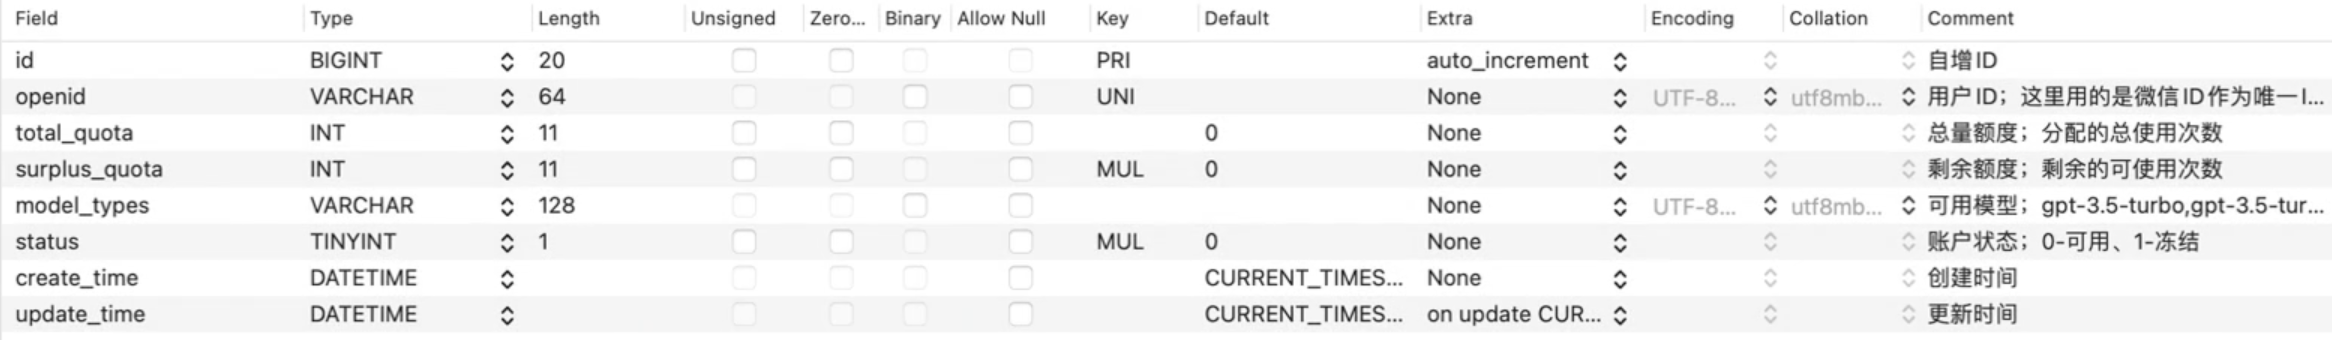 Field Type Length Unsigned Zero... Binary Allow Null Key Default Extra Encoding Collation Comment
id BIGINT 20 PRI auto_increment 自增ID
openid VARCHAR 64 UNI None UTF-8... utf8mb... 用户ID；这里用的是微信ID作为唯一I...
total_quota INT 11 0 None 总量额度；分配的总使用次数
surplus_quota INT 11 MUL 0 None 剩余额度；剩余的可使用次数
model_types VARCHAR 128 None UTF-8... utf8mb... 可用模型；gpt-3.5-turbo,gpt-3.5-tur...
status TINYINT 1 MUL 0 None 账户状态；0-可用、1-冻结
create_time DATETIME CURRENT_TIMES... None 创建时间
update_time DATETIME CURRENT_TIMES... on update CUR... 更新时间